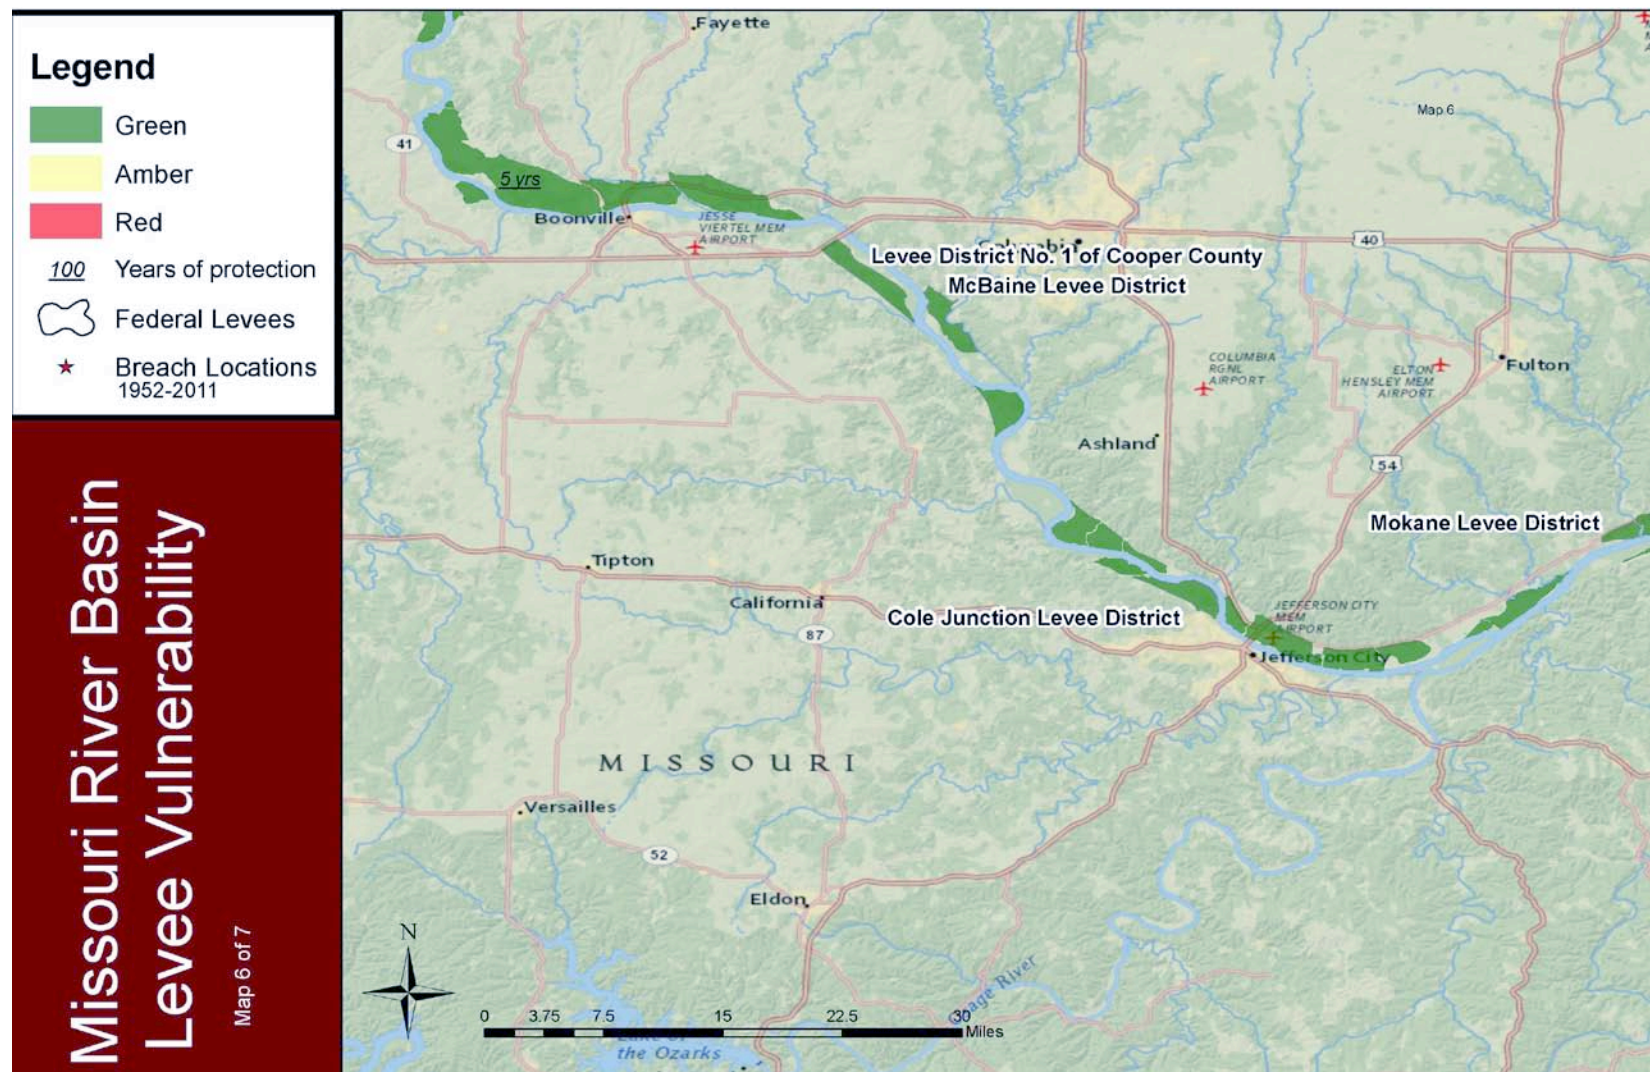 Legend
Green
Amber
Red
100 Years of protection
Federal Levees
Breach Locations
1952-2011
Missouri River Basin
Levee Vulnerability
Map 6 of 7
Fayette
Map 6
41
5 yrs
Boonville
JESSE
VIERTEL MEM
AIRPORT
40
Levee District No. 1 of Cooper County
McBaine Levee District
COLUMBIA
RGNL
AIRPORT
ELTON
HENSLEY MEM
AIRPORT
Fulton
Ashland
54
Mokane Levee District
Tipton
California
Cole Junction Levee District
JEFFERSON CITY
MEM
AIRPORT
87
Jefferson City
MISSOURI
Versailles
52
Eldon
N
River
0 3.75 7.5 15 22.5 30
Miles
Lake of
the Ozarks